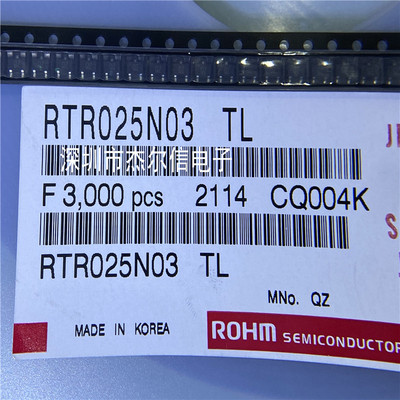 RTR025N03 TL
深圳市杰尔信电子
F 3,000 pcs 2114 CQ004K
RTR025N03 TL
MNo. QZ
MADE IN KOREA
ROHM SEMICONDUCTOR